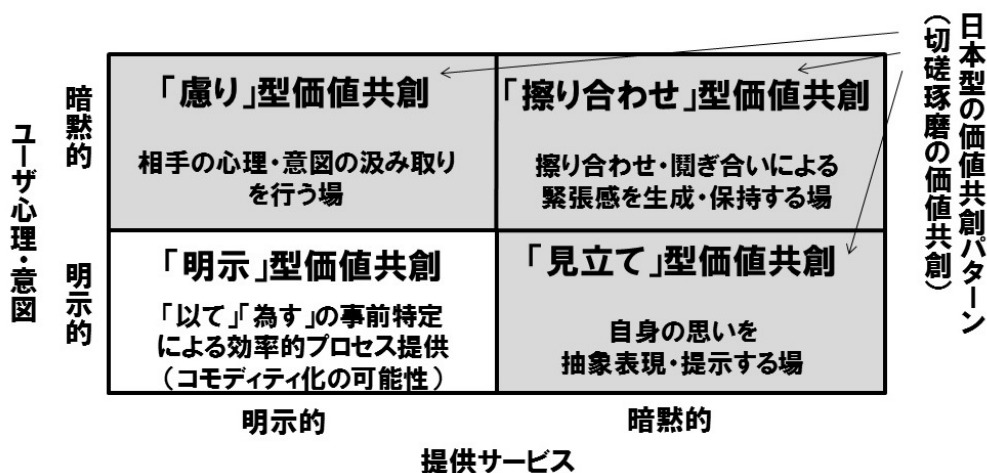 日本型の価値共創パターン
(切磋琢磨の価値共創)
ユーザ心理・意図
暗黙的
「慮り」型価値共創
相手の心理・意図の汲み取り
を行う場
「擦り合わせ」型価値共創
擦り合わせ・鬩ぎ合いによる
緊張感を生成・保持する場
明示的
「明示」型価値共創
「以て」「為す」の事前特定
による効率的プロセス提供
(コモディティ化の可能性)
「見立て」型価値共創
自身の思いを
抽象表現・提示する場
明示的
暗黙的
提供サービス